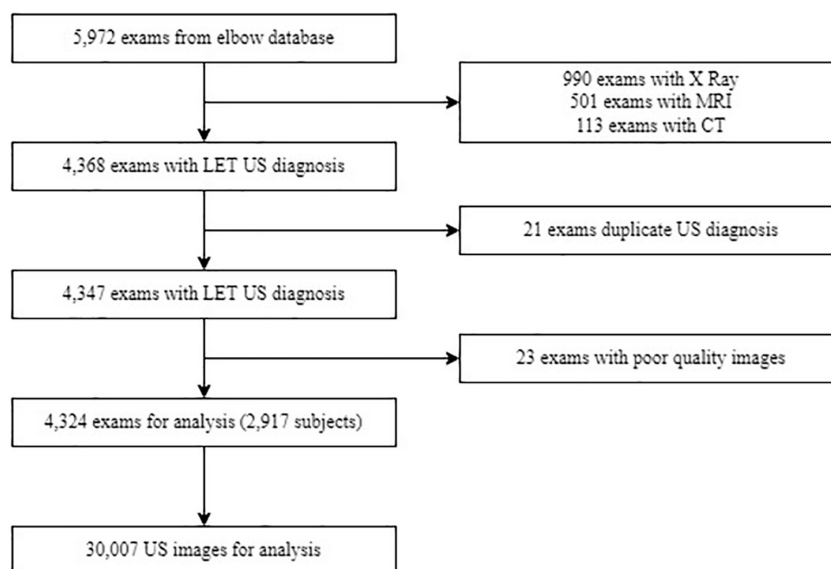 5,972 exams from elbow database
990 exams with X Ray
501 exams with MRI
113 exams with CT
4,368 exams with LET US diagnosis
21 exams duplicate US diagnosis
4,347 exams with LET US diagnosis
23 exams with poor quality images
4,324 exams for analysis (2,917 subjects)
30,007 US images for analysis